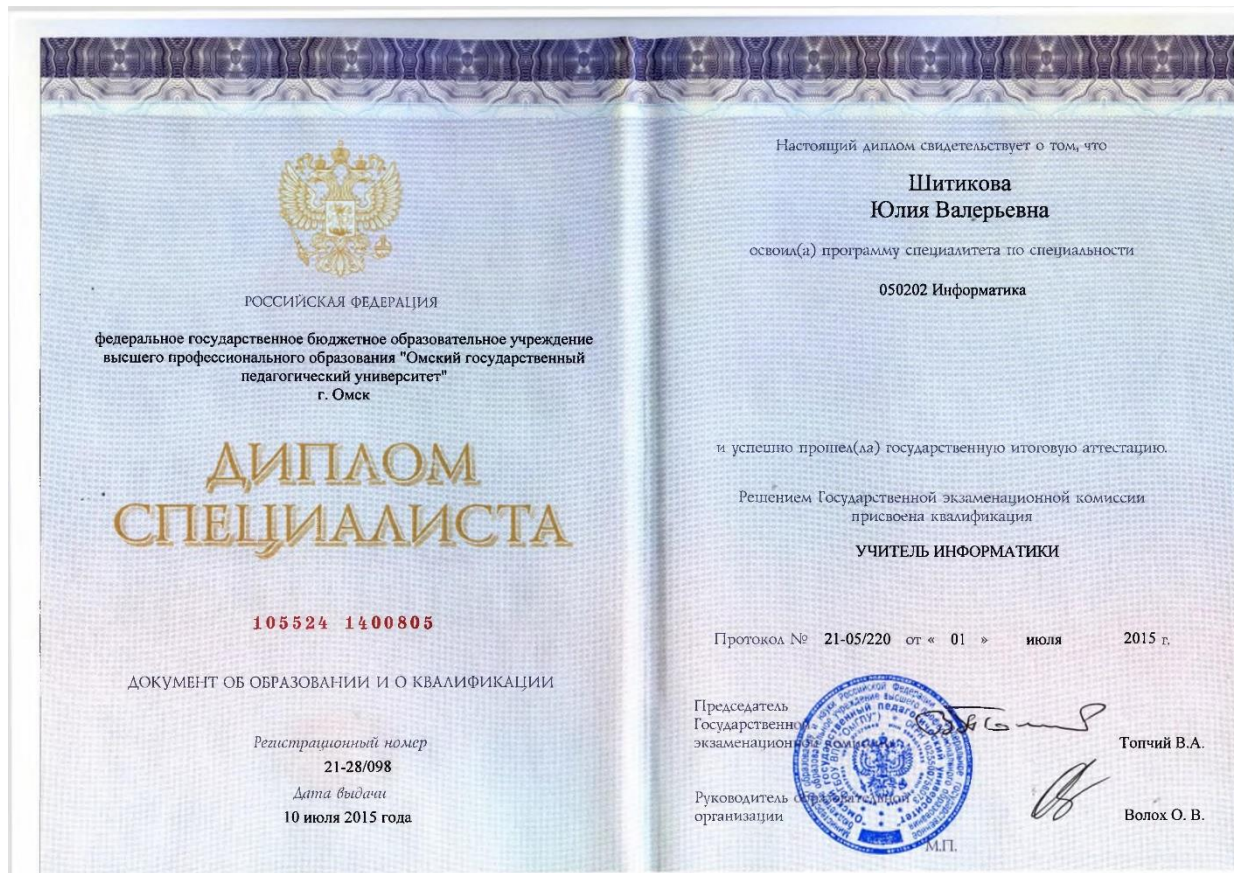 РОССИЙСКАЯ ФЕДЕРАЦИЯ
федеральное государственное бюджетное образовательное учреждение
высшего профессионального образования "Омский государственный
педагогический университет"
г. Омск
ДИПЛОМ
СПЕЦИАЛИСТА
105524 1400805
ДОКУМЕНТ ОБ ОБРАЗОВАНИИ И О КВАЛИФИКАЦИИ
Регистрационный номер
21-28/098
Дата выдачи
10 июля 2015 года
Настоящий диплом свидетельствует о том, что
Шитикова
Юлия Валерьевна
освоил(а) программу специалитета по специальности
050202 Информатика
и успешно прошел(ла) государственную итоговую аттестацию.
Решением Государственной экзаменационной комиссии
присвоена квалификация
УЧИТЕЛЬ ИНФОРМАТИКИ
Протокол № 21-05/220 от « 01 » июля 2015 г.
Председатель
Государственной
экзаменационной комиссии
Топчий В.А.
Руководитель образовательной
организации
Волох О. В.
М.П.